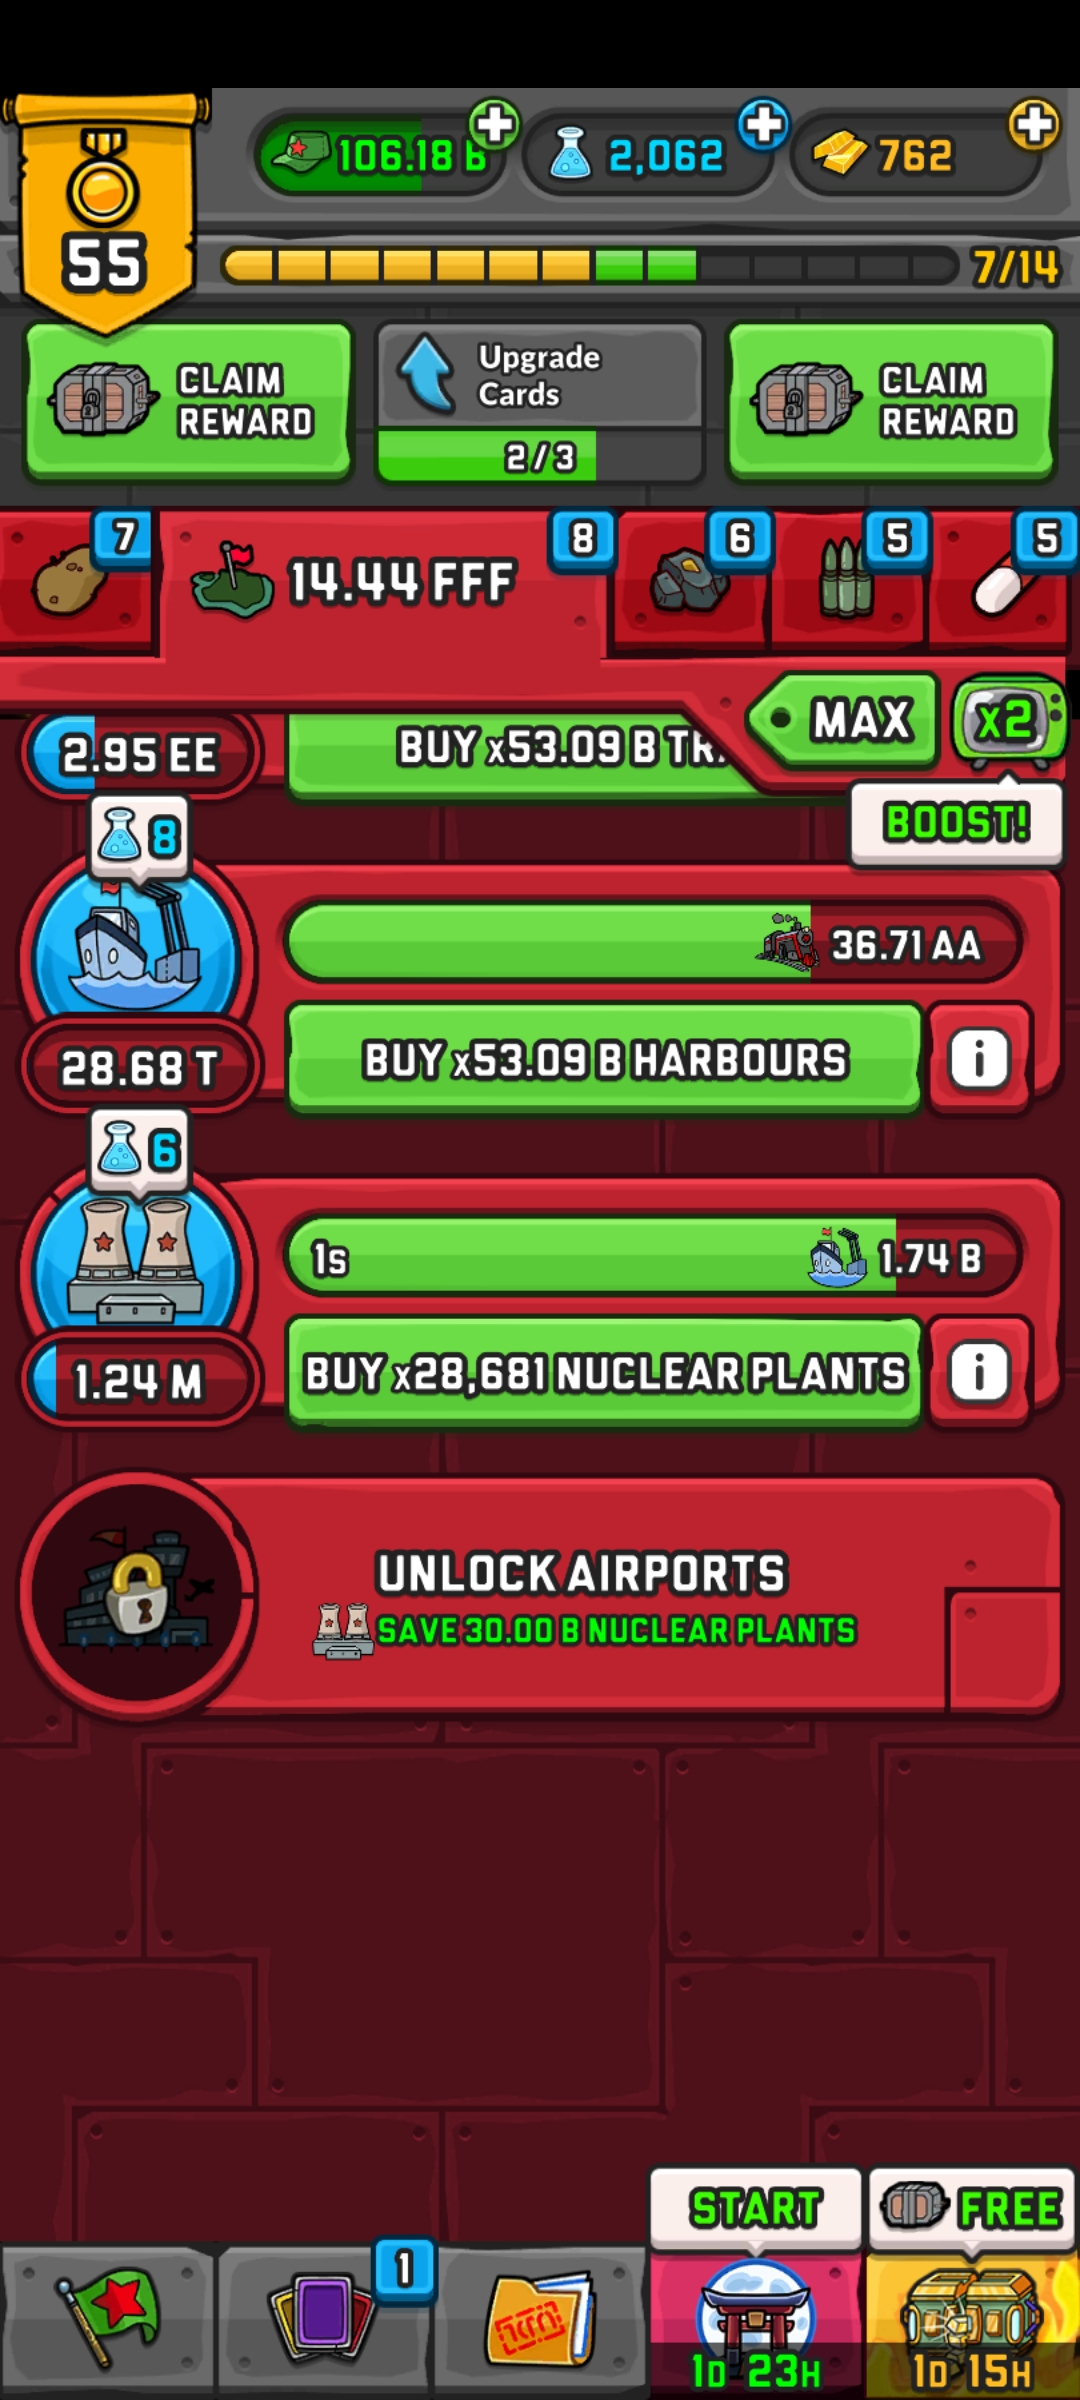 106.18 B
2,062
762
55
7/14
CLAIM
REWARD
Upgrade
Cards
2/3
CLAIM
REWARD
7
14.44 FFF
8
6
5
5
MAX
x2
2.95 EE
BUY x53.09 B
BOOST!
8
36.71 AA
28.68 T
BUY x53.09 B HARBOURS
i
6
1s
1.74 B
1.24 M
BUY x28,681 NUCLEAR PLANTS
i
UNLOCK AIRPORTS
SAVE 30.00 B NUCLEAR PLANTS
START
FREE
1
1D 23H
1D 15H